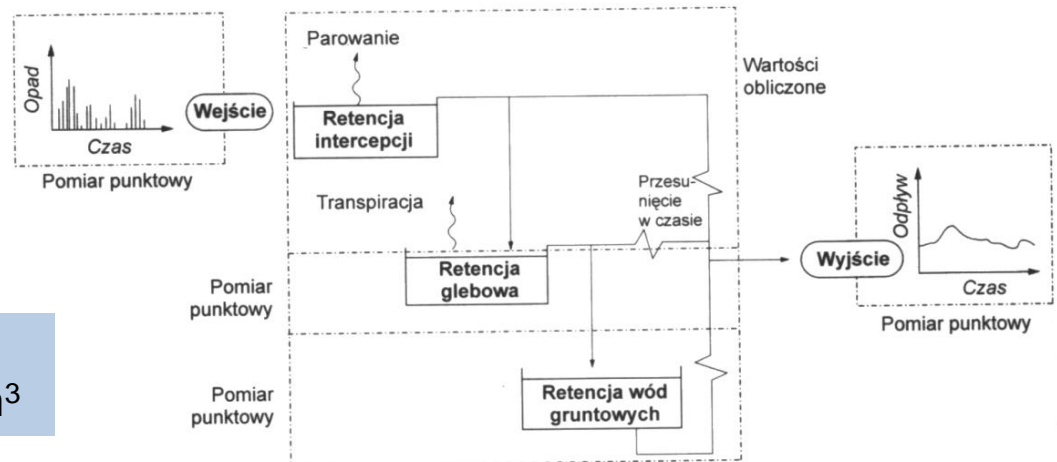 Opad
Czas
Pomiar punktowy
Wejście
Parowanie
Retencja
intercepcji
Wartości
obliczone
Transpiracja
Przesu-
nięcie
w czasie
Retencja
glebowa
Pomiar
punktowy
Retencja wód
gruntowych
Pomiar
punktowy
Wyjście
Odpływ
Czas
Pomiar punktowy